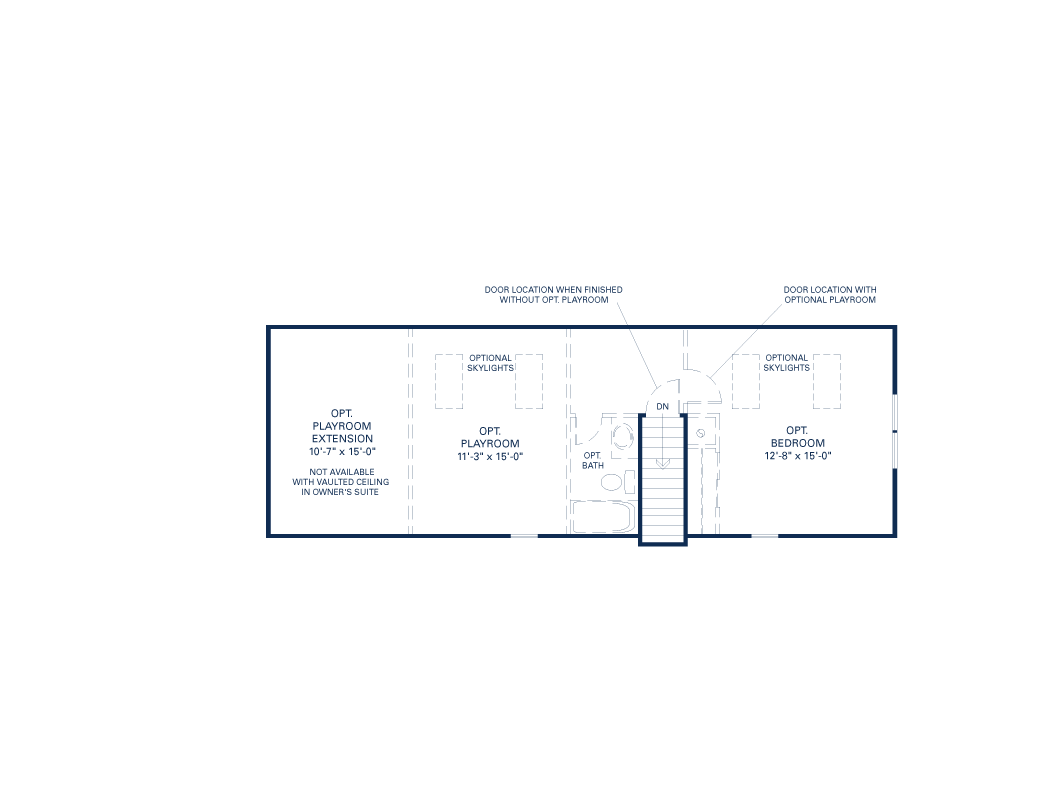 DOOR LOCATION WHEN FINISHED
WITHOUT OPT. PLAYROOM
DOOR LOCATION WITH
OPTIONAL PLAYROOM
OPTIONAL
SKYLIGHTS
OPTIONAL
SKYLIGHTS
DN
OPT.
PLAYROOM
EXTENSION
10'-7" x 15'-0"
NOT AVAILABLE
WITH VAULTED CEILING
IN OWNER'S SUITE
OPT.
PLAYROOM
11'-3" x 15'-0"
OPT.
BATH
OPT.
BEDROOM
12'-8" x 15'-0"